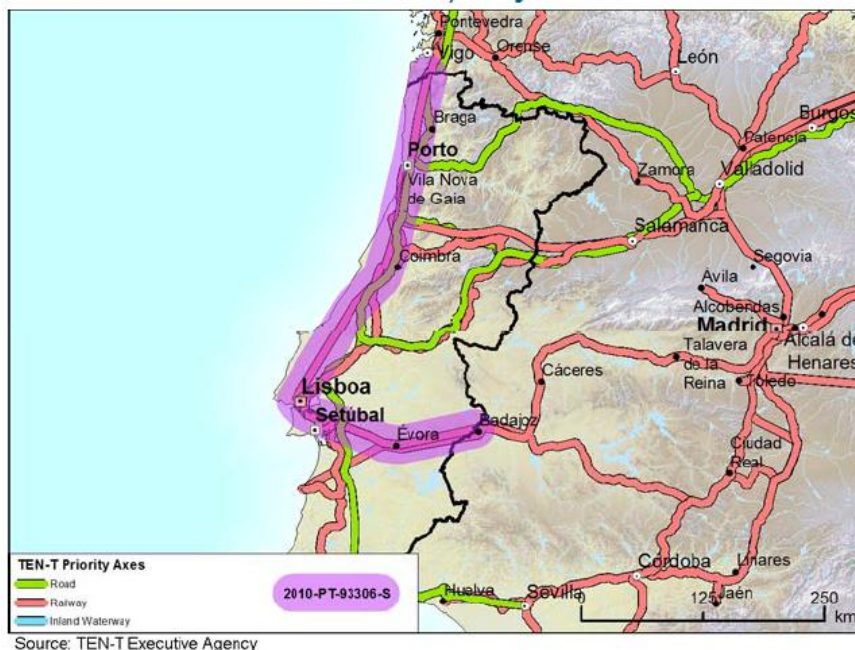 Pontevedra
Vigo
Orense
León
Braga
Burgos
Palencia
Porto
Vila Nova
de Gaia
Zamora
Valladolid
Salamanca
Coimbra
Segovia
Avila
Alcobendas
Madrid
Alcalá de
Henares
Talavera
de la
Reina
Toledo
Cáceres
Lisboa
Setúbal
Évora
Badajoz
Ciudad
Real
Córdoba
Linares
Jaén
Huelva
Sevilla
0 125 250
km
TEN-T Priority Axes
Road
Railway
Inland Waterway
2010-PT-93306-S
Source: TEN-T Executive Agency